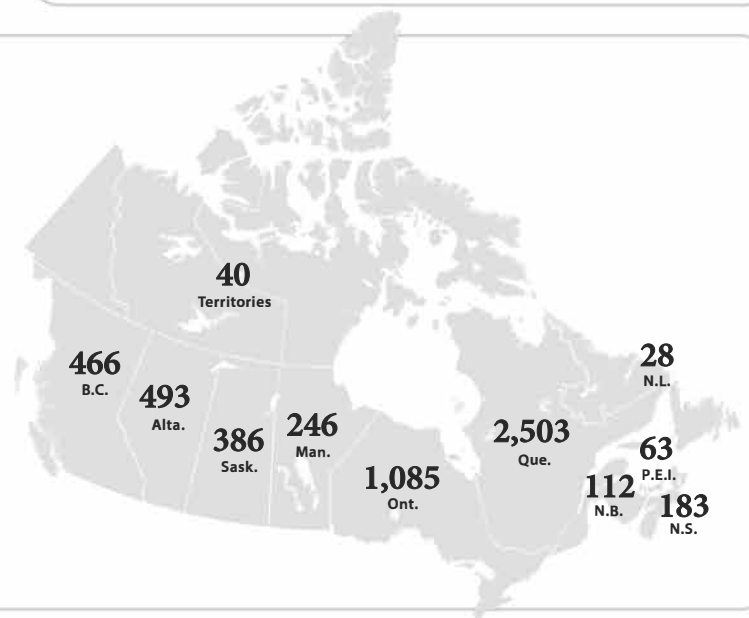 40
Territories
466
B.C.
493
Alta.
386
Sask.
246
Man.
1,085
Ont.
2,503
Que.
28
N.L.
63
P.E.I.
112
N.B.
183
N.S.